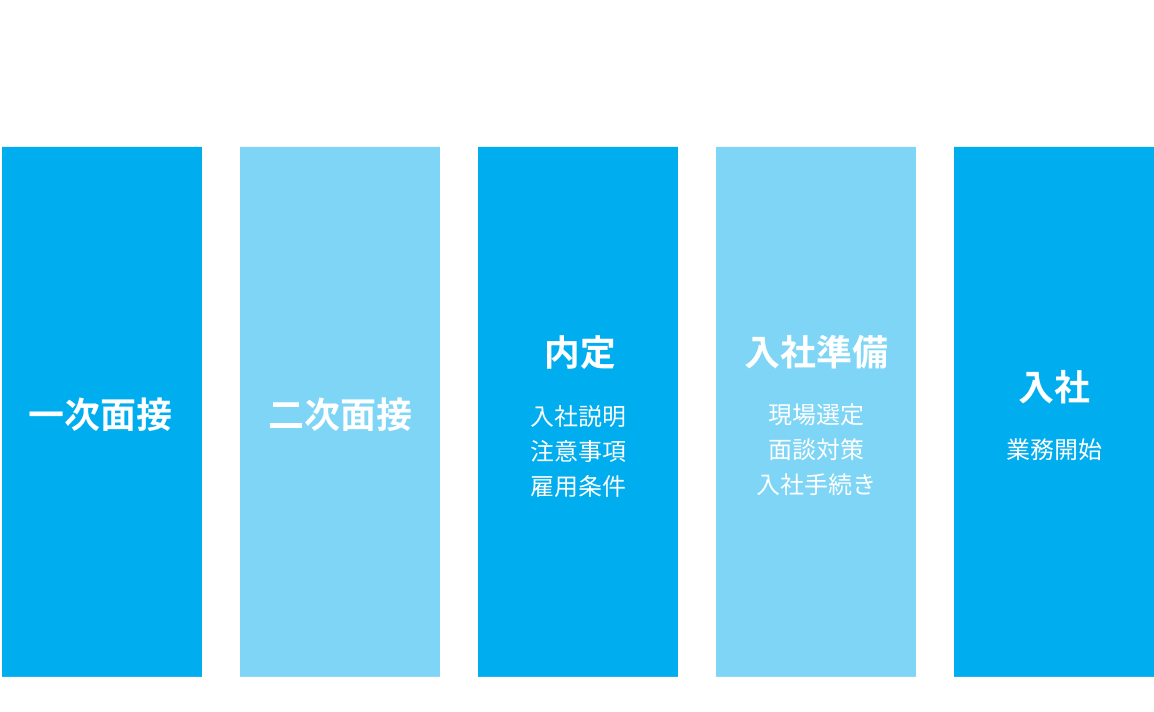 一次面接
二次面接
内定
入社説明
注意事項
雇用条件
入社準備
現場選定
面談対策
入社手続き
入社
業務開始